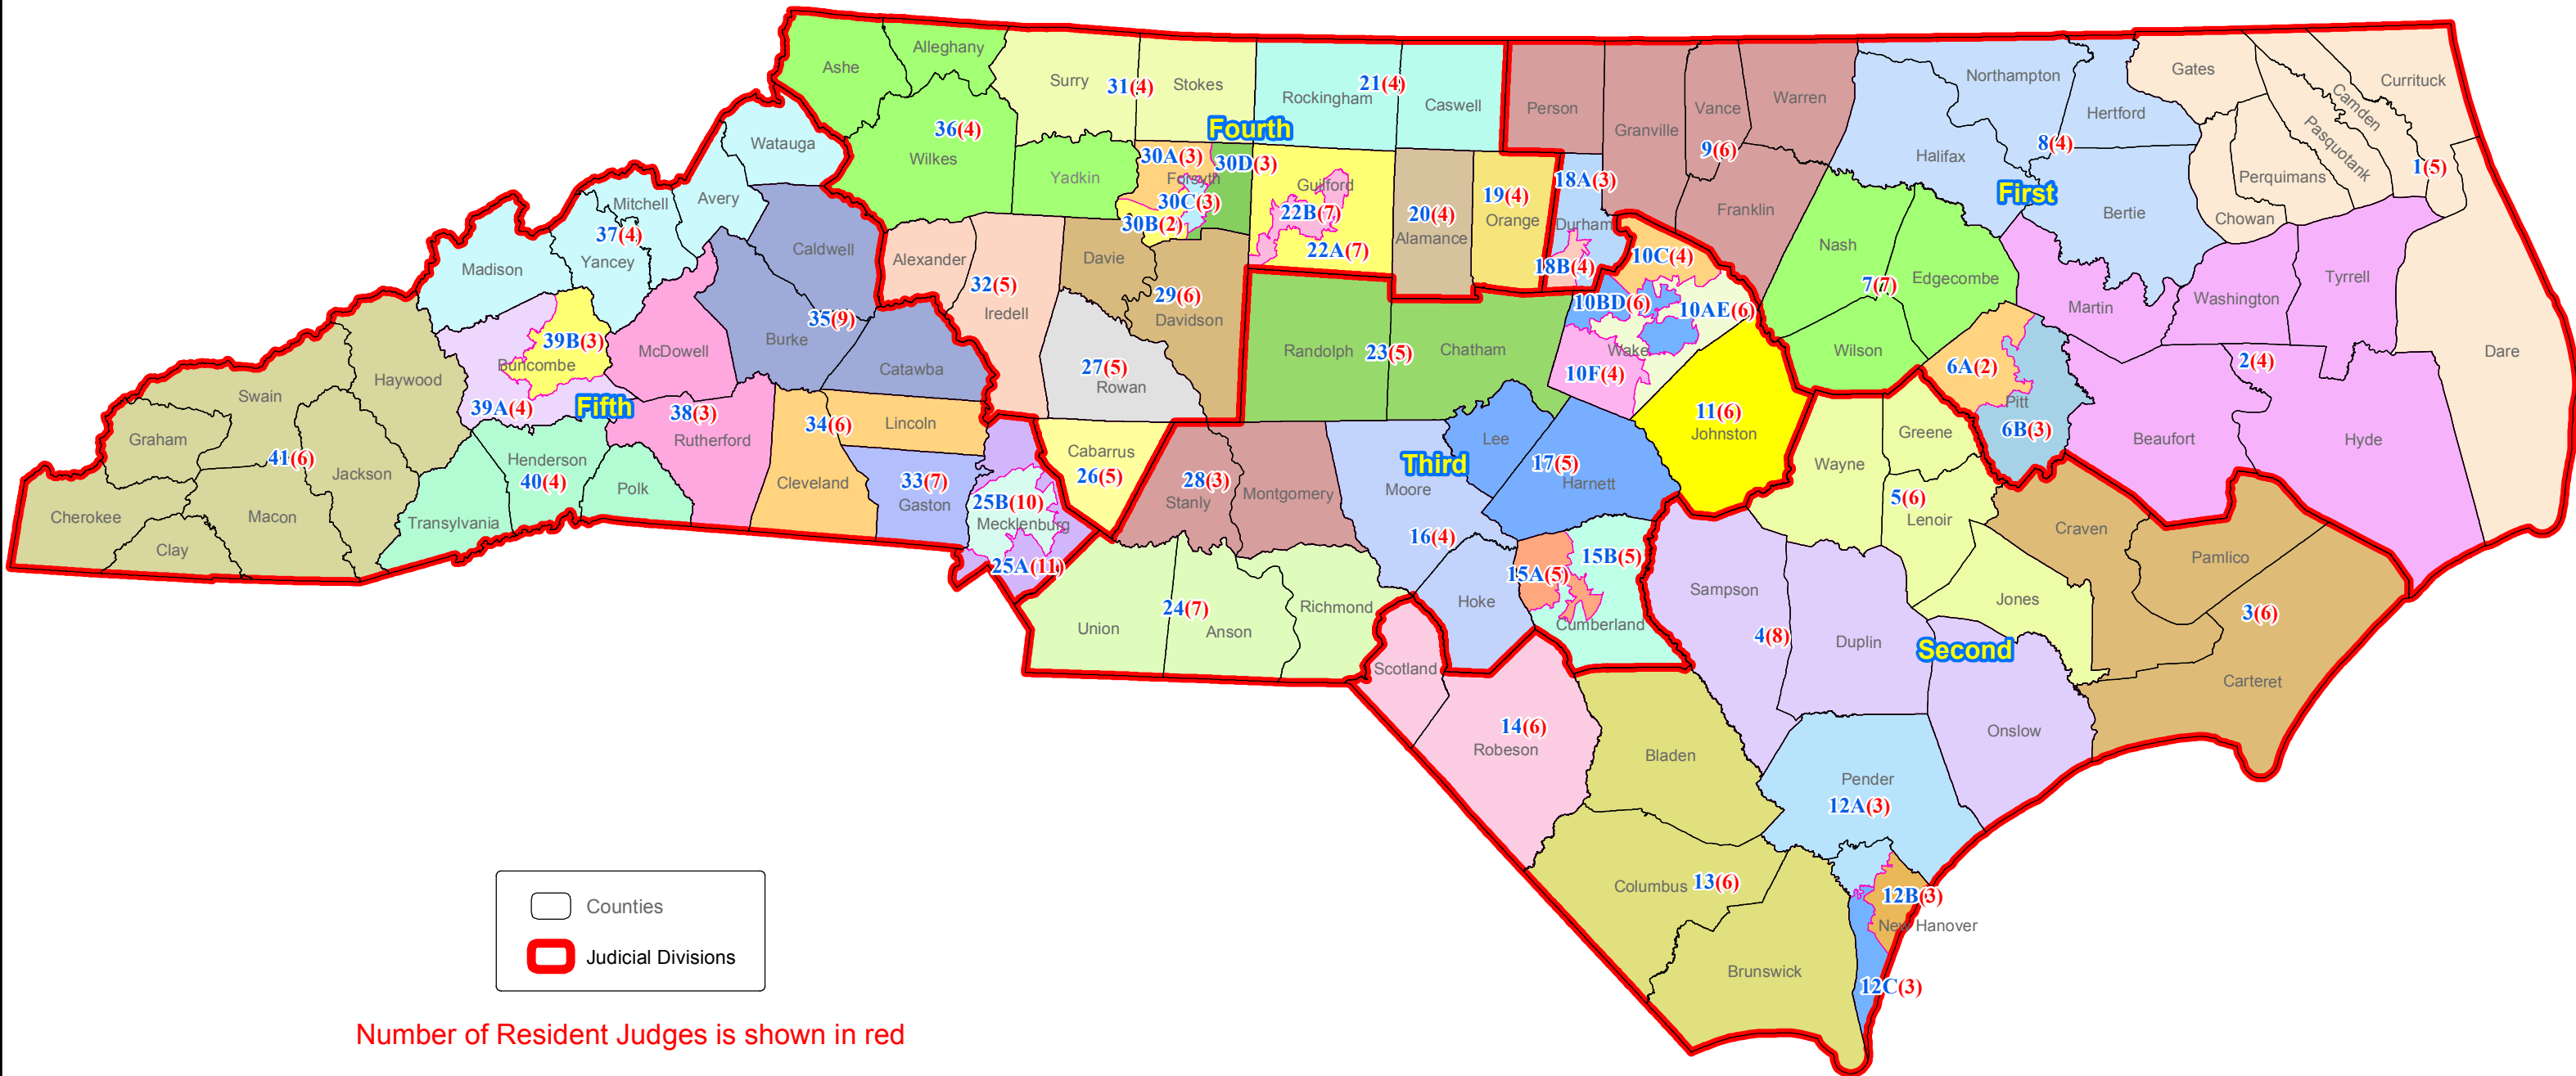 Ashe
Alleghany
Surry
31(4)
Stokes
Rockingham
21(4)
Caswell
Person
Granville
Vance
Warren
9(6)
Franklin
Northampton
Halifax
Hertford
8(4)
Bertie
First
Gates
Camden
Pasquotank
Currituck
Perquimans
Chowan
1(5)
Dare
Watauga
36(4)
Wilkes
Yadkin
Fourth
30A(3)
30D(3)
Forsyth
30C(3)
30B(2)
Guilford
22B(7)
22A(7)
20(4)
Alamance
19(4)
Orange
18A(3)
Durham
18B(4)
10C(4)
10BD(6)
10AE(6)
Wake
10F(4)
Nash
Edgecombe
7(7)
Wilson
Martin
Washington
Tyrrell
2(4)
Beaufort
Hyde
Mitchell
Avery
37(4)
Yancey
Madison
Caldwell
35(9)
Burke
Catawba
Alexander
32(5)
Iredell
Davie
29(6)
Davidson
27(5)
Rowan
Randolph
23(5)
Chatham
39B(3)
Buncombe
39A(4)
Fifth
McDowell
38(3)
Rutherford
Haywood
Swain
Graham
41(6)
Jackson
Cherokee
Macon
Clay
Henderson
40(4)
Transylvania
Polk
34(6)
Lincoln
Cleveland
33(7)
Gaston
25B(10)
Mecklenburg
25A(11)
Cabarrus
26(5)
28(3)
Stanly
Montgomery
Third
Moore
16(4)
Lee
17(5)
Harnett
11(6)
Johnston
6A(2)
Pitt
6B(3)
Wayne
Greene
5(6)
Lenoir
Jones
Craven
Pamlico
3(6)
Carteret
Union
24(7)
Anson
Richmond
Scotland
Hoke
15A(5)
15B(5)
Cumberland
Sampson
4(8)
Duplin
Second
Onslow
14(6)
Robeson
Bladen
Pender
12A(3)
Columbus
13(6)
Brunswick
12B(3)
New Hanover
12C(3)
Counties
Judicial Divisions
Number of Resident Judges is shown in red